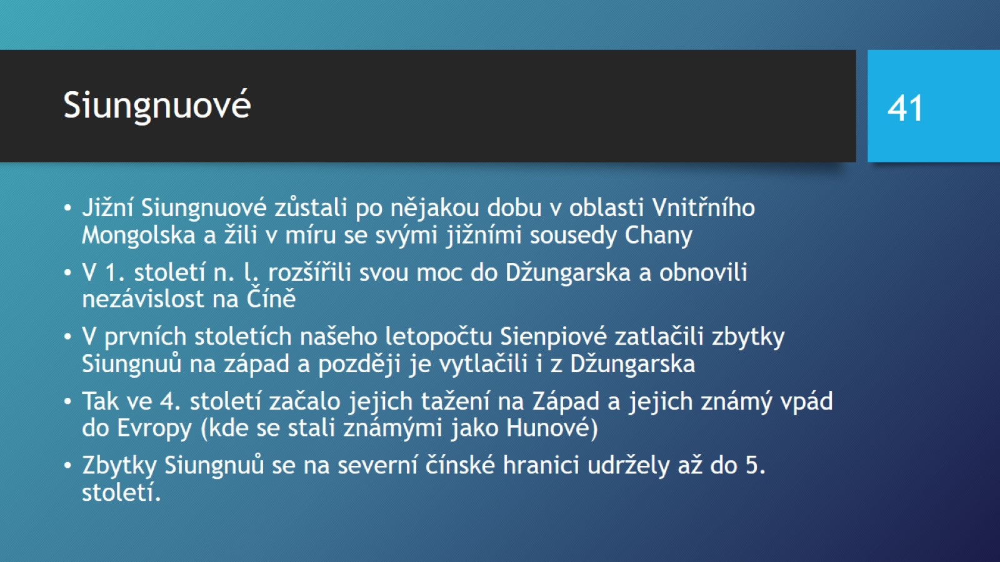 Siungnuové
41
• Jižní Siungnuové zůstali po nějakou dobu v oblasti Vnitřního
Mongolska a žili v míru se svými jižními sousedy Chany
• V 1. století n. l. rozšířili svou moc do Džungarska a obnovili
nezávislost na Číně
• V prvních stoletích našeho letopočtu Sienpiové zatlačili zbytky
Siungnuů na západ a později je vytlačili i z Džungarska
• Tak ve 4. století začalo jejich tažení na Západ a jejich známý vpád
do Evropy (kde se stali známými jako Hunové)
• Zbytky Siungnuů se na severní čínské hranici udržely až do 5.
století.